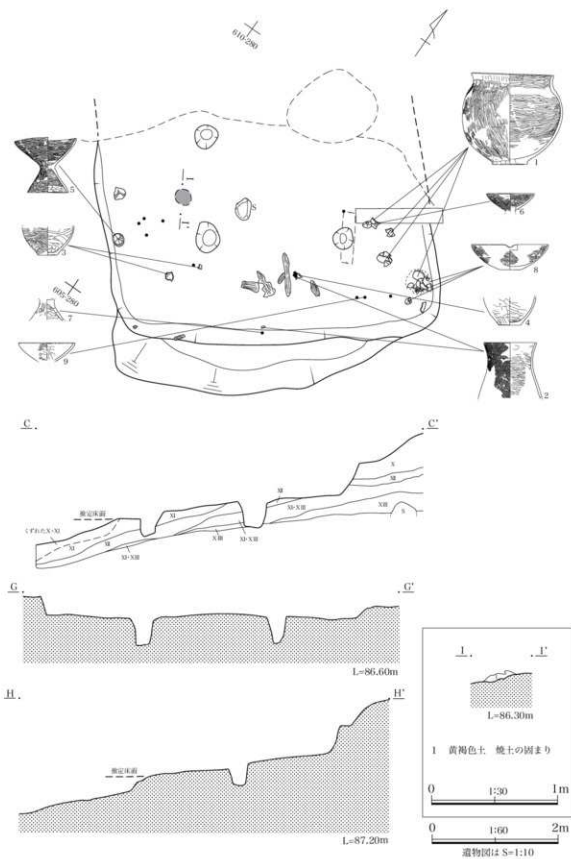 610-280
1
5
6
S
3
8
605-280
7
4
9
2
I
I'
C
C'
X
XII
推定床面
XI
XII
XI・XIII
XIII
くずれたX・XI
XI
XII
XIII
XI・XIII
X
XI・XIII
G
G'
L=86.60m
I
I'
L=86.30m
1 黄褐色土 焼土の固まり
0 1:30 1m
H
H'
推定床面
L=87.20m
0 1:60 2m
遺物図は S=1:10